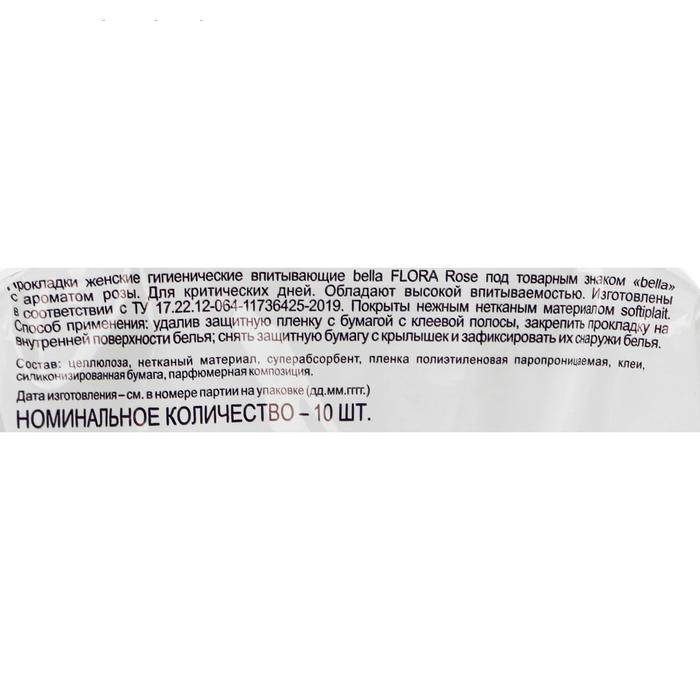 Прокладки женские гигиенические впитывающие bella FLORA Rose под товарным знаком «bella»
с ароматом розы. Для критических дней. Обладают высокой впитываемостью. Изготовлены
в соответствии с ТУ 17.22.12-064-11736425-2019. Покрыты нежным нетканым материалом softiplait.
Способ применения: удалив защитную пленку с бумагой с клеевой полосы, закрепить прокладку на
внутренней поверхности белья; снять защитную бумагу с крылышек и зафиксировать их снаружи белья.
Состав: целлюлоза, нетканый материал, суперабсорбент, пленка полиэтиленовая паропроницаемая, клеи,
силиконизированная бумага, парфюмерная композиция.
Дата изготовления – см. в номере партии на упаковке (дд.мм.гггг.)
НОМИНАЛЬНОЕ КОЛИЧЕСТВО – 10 ШТ.